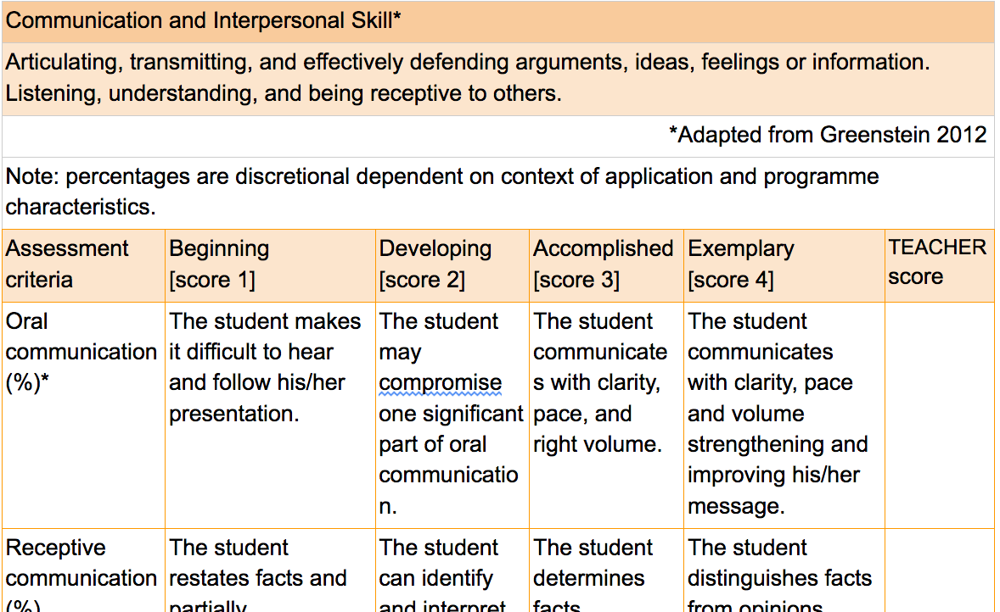 Communication and Interpersonal Skill*
Articulating, transmitting, and effectively defending arguments, ideas, feelings or information.
Listening, understanding, and being receptive to others.
*Adapted from Greenstein 2012
Note: percentages are discretional dependent on context of application and programme
characteristics.
Assessment
criteria
Beginning
[score 1]
Developing
[score 2]
Accomplished
[score 3]
Exemplary
[score 4]
TEACHER
score
Oral
communication
(%)*
The student makes
it difficult to hear
and follow his/her
presentation.
The student
may
compromise
one significant
part of oral
communicatio
n.
The student
communicate
s with clarity,
pace, and
right volume.
The student
communicates
with clarity, pace
and volume
strengthening and
improving his/her
message.
Receptive
communication
(%)
The student
restates facts and
partially
The student
can identify
and interpret
The student
determines
facts
The student
distinguishes facts
from opinions